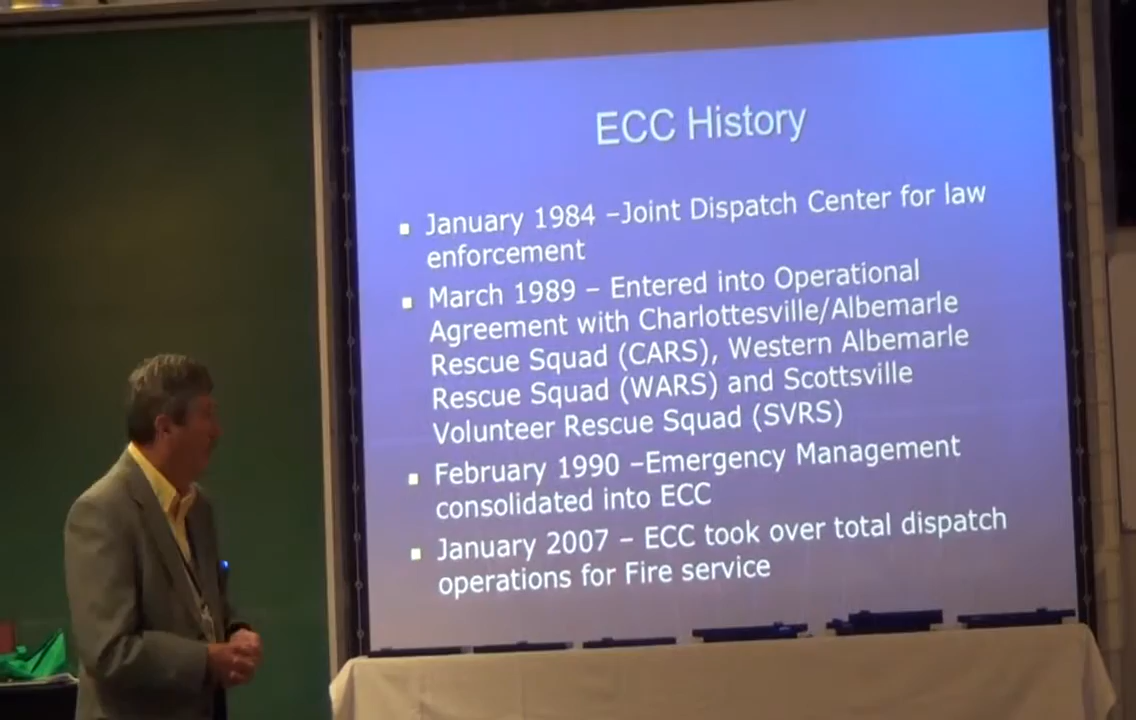 ECC History
January 1984 –Joint Dispatch Center for law
enforcement
March 1989 – Entered into Operational
Agreement with Charlottesville/Albemarle
Rescue Squad (CARS), Western Albemarle
Rescue Squad (WARS) and Scottsville
Volunteer Rescue Squad (SVRS)
February 1990 –Emergency Management
consolidated into ECC
January 2007 – ECC took over total dispatch
operations for Fire service